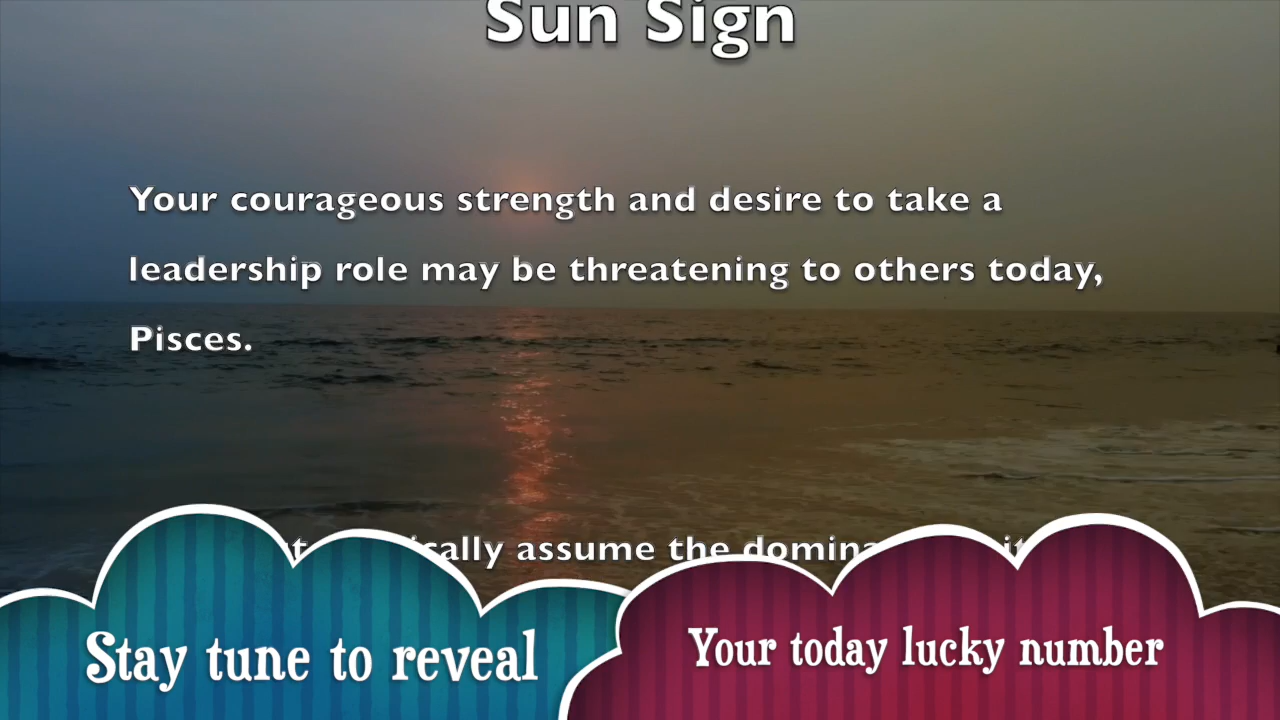 Sun Sign
Your courageous strength and desire to take a
leadership role may be threatening to others today,
Pisces.
assume the
Stay tune to reveal
Your today lucky number